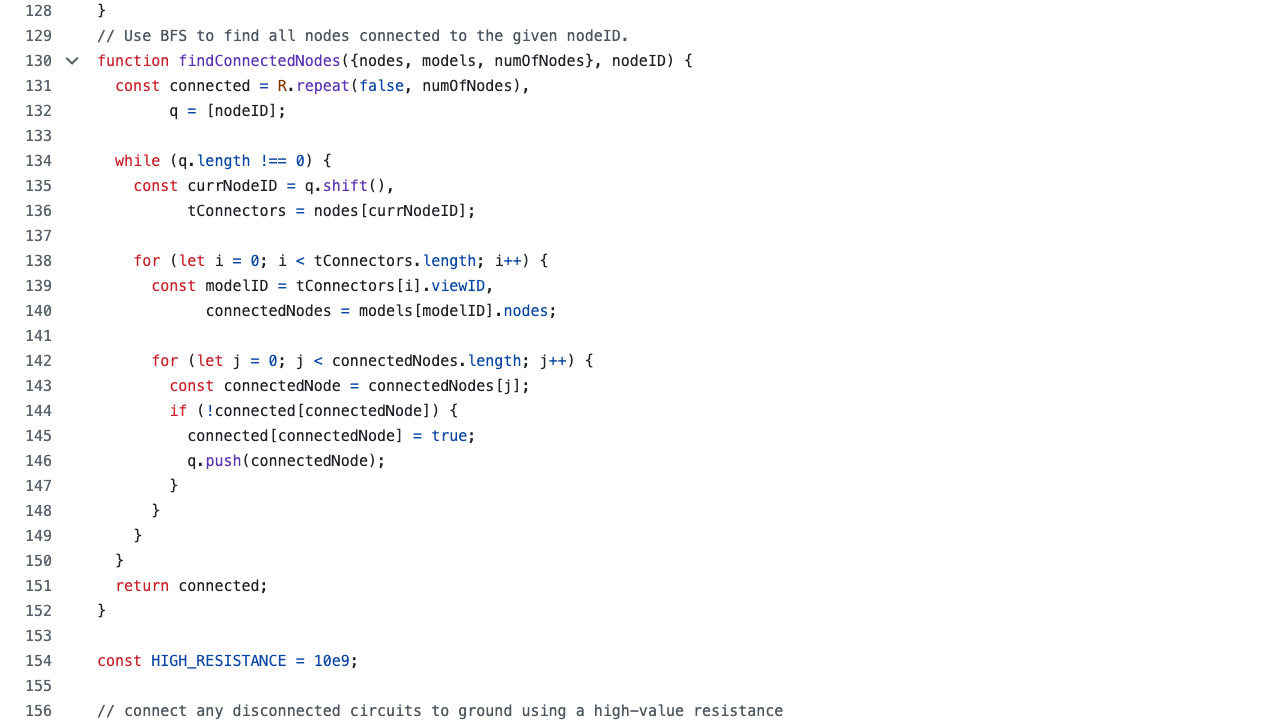 128 }
129 // Use BFS to find all nodes connected to the given nodeID.
130 function findConnectedNodes({nodes, models, numOfNodes}, nodeID) {
131 const connected = R.repeat(false, numOfNodes),
132 q = [nodeID];
133
134 while (q.length !== 0) {
135 const currNodeID = q.shift(),
136 tConnectors = nodes[currNodeID];
137
138 for (let i = 0; i < tConnectors.length; i++) {
139 const modelID = tConnectors[i].viewID,
140 connectedNodes = models[modelID].nodes;
141
142 for (let j = 0; j < connectedNodes.length; j++) {
143 const connectedNode = connectedNodes[j];
144 if (!connected[connectedNode]) {
145 connected[connectedNode] = true;
146 q.push(connectedNode);
147 }
148 }
149 }
150 }
151 return connected;
152 }
153
154 const HIGH_RESISTANCE = 10e9;
155
156 // connect any disconnected circuits to ground using a high-value resistance